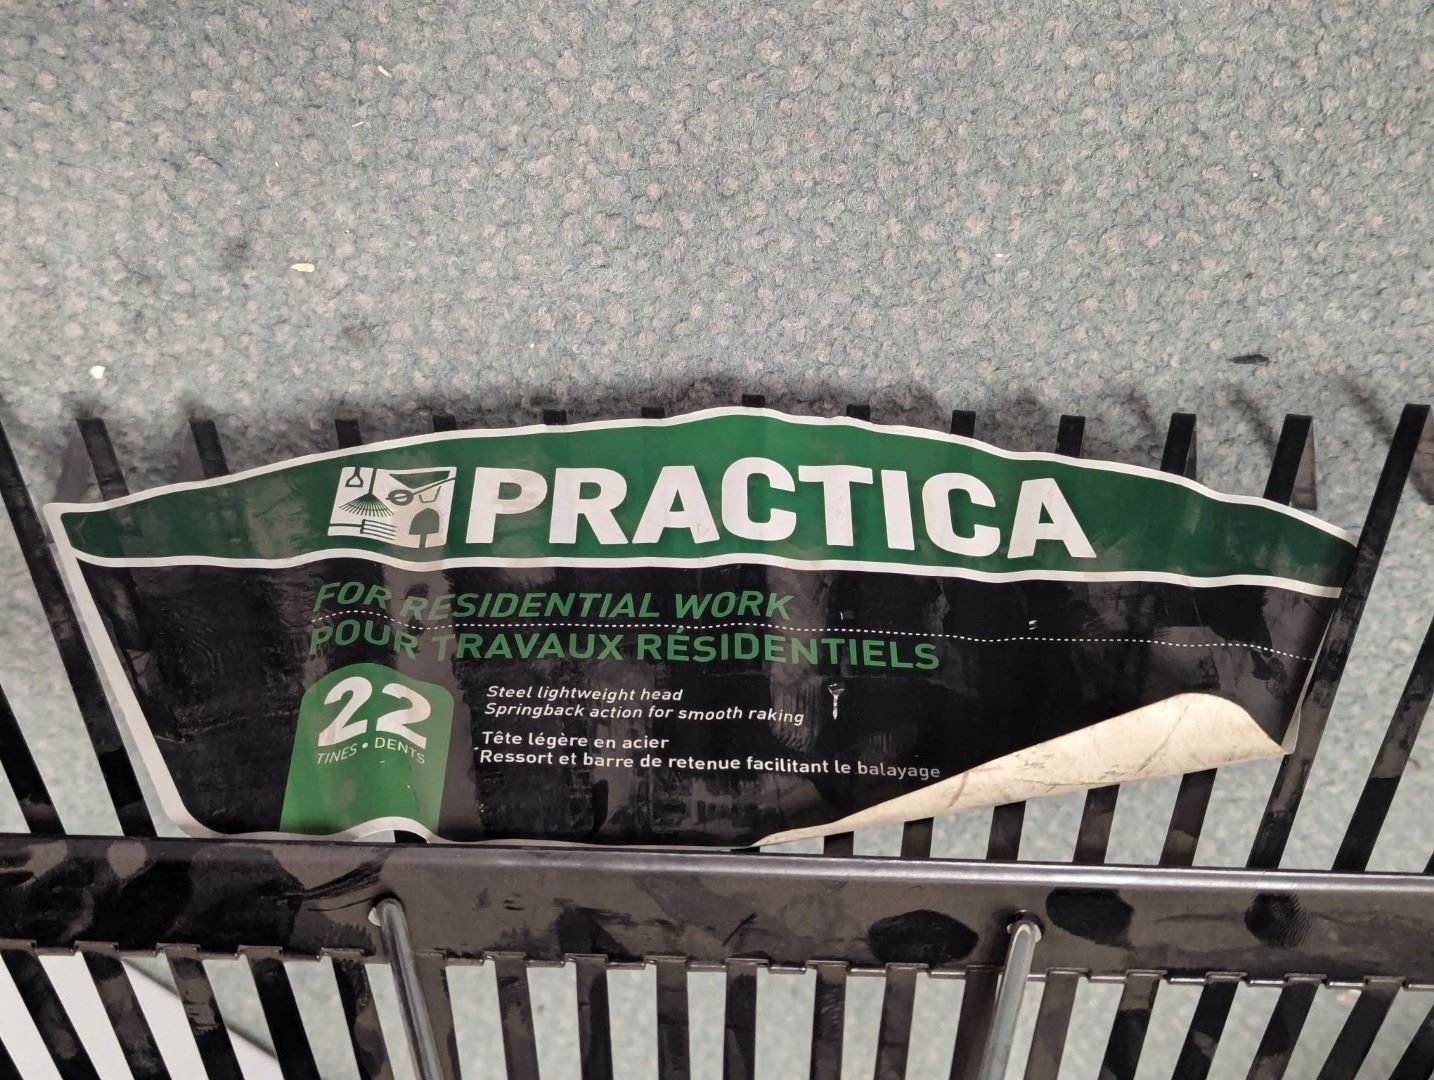 PRACTICA
FOR RESIDENTIAL WORK
POUR TRAVAUX RÉSIDENTIELS
22
TINES • DENTS
Steel lightweight head
Springback action for smooth raking
Tête légère en acier
Ressort et barre de retenue facilitant le balayage